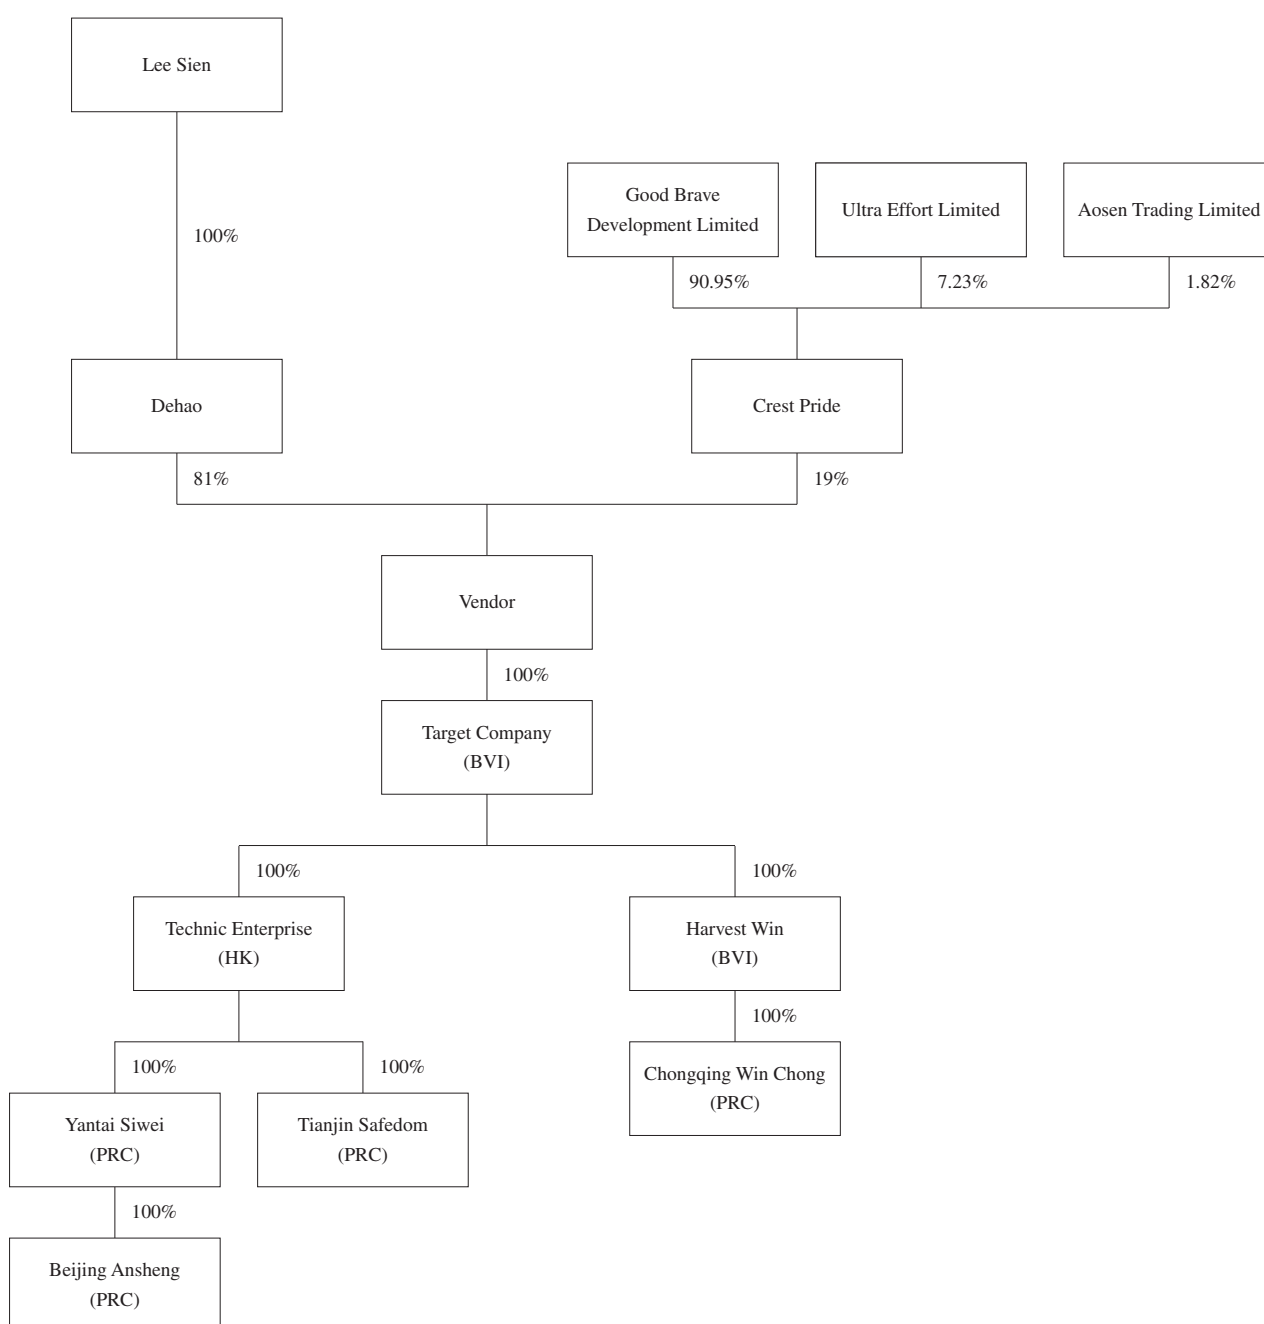 Lee Sien
100%
Good Brave
Development Limited
Ultra Effort Limited
Aosen Trading Limited
90.95%
7.23%
1.82%
Dehao
Crest Pride
81%
19%
Vendor
100%
Target Company
(BVI)
100%
100%
Technic Enterprise
(HK)
Harvest Win
(BVI)
100%
100%
100%
Chongqing Win Chong
(PRC)
Yantai Siwei
(PRC)
Tianjin Safedom
(PRC)
100%
Beijing Ansheng
(PRC)